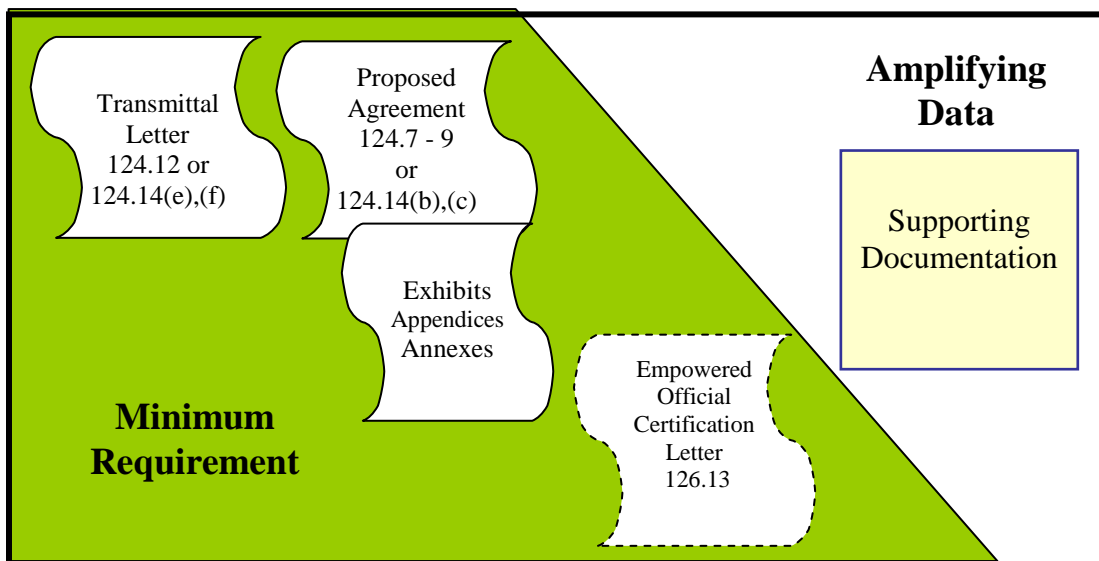 Transmittal
Letter
124.12 or
124.14(e),(f)
Proposed
Agreement
124.7 - 9
or
124.14(b),(c)
Exhibits
Appendices
Annexes
Empowered
Official
Certification
Letter
126.13
Minimum
Requirement
Amplifying
Data
Supporting
Documentation